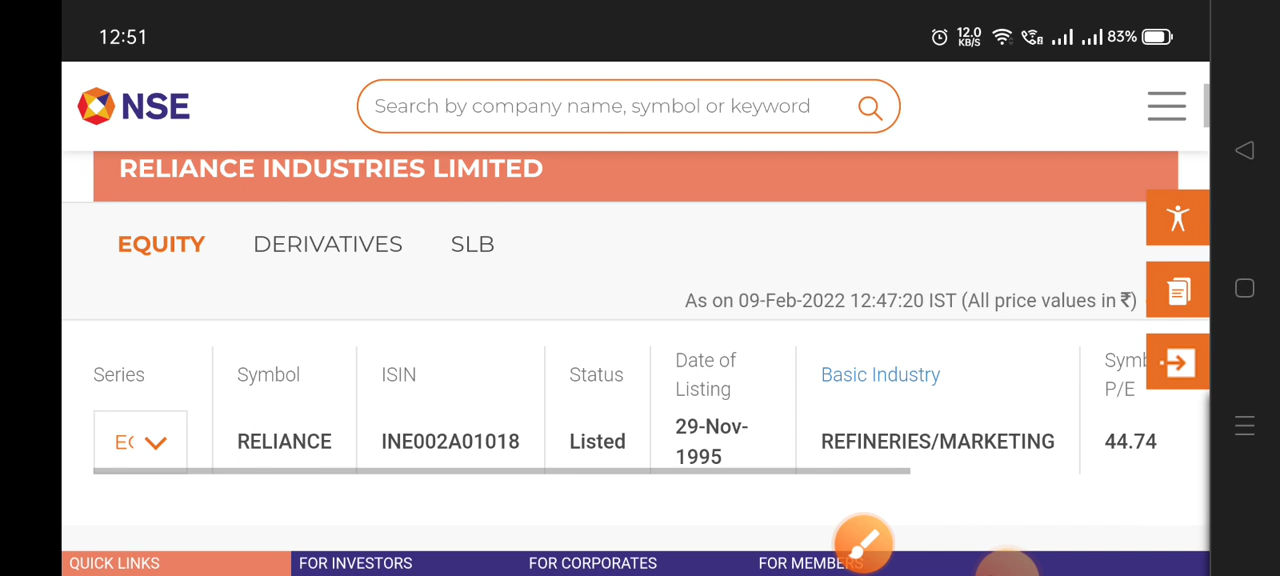 12:51
12.0 KB/S
83%
NSE
Search by company name, symbol or keyword
RELIANCE INDUSTRIES LIMITED
EQUITY DERIVATIVES SLB
As on 09-Feb-2022 12:47:20 IST (All price values in ₹)
Series Symbol ISIN Status Date of Listing Basic Industry P/E
RELIANCE INE002A01018 Listed 29-Nov-1995 REFINERIES/MARKETING 44.74
QUICK LINKS FOR INVESTORS FOR CORPORATES FOR MEMBERS